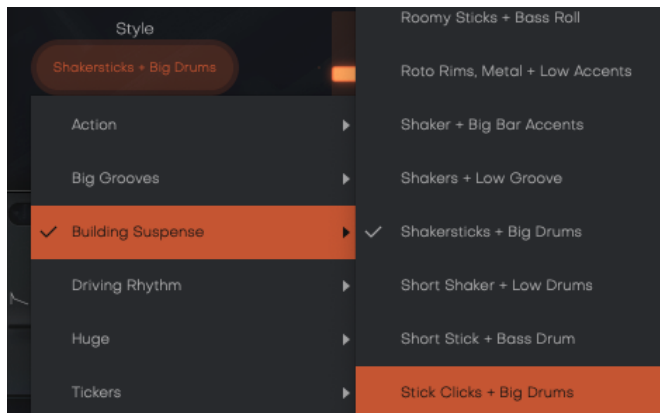 Style
Shakersticks + Big Drums
Action
Big Grooves
Building Suspense
Driving Rhythm
Huge
Tickers
Roomy Sticks + Bass Roll
Roto Rims, Metal + Low Accents
Shaker + Big Bar Accents
Shakers + Low Groove
Shakersticks + Big Drums
Short Shaker + Low Drums
Short Stick + Bass Drum
Stick Clicks + Big Drums